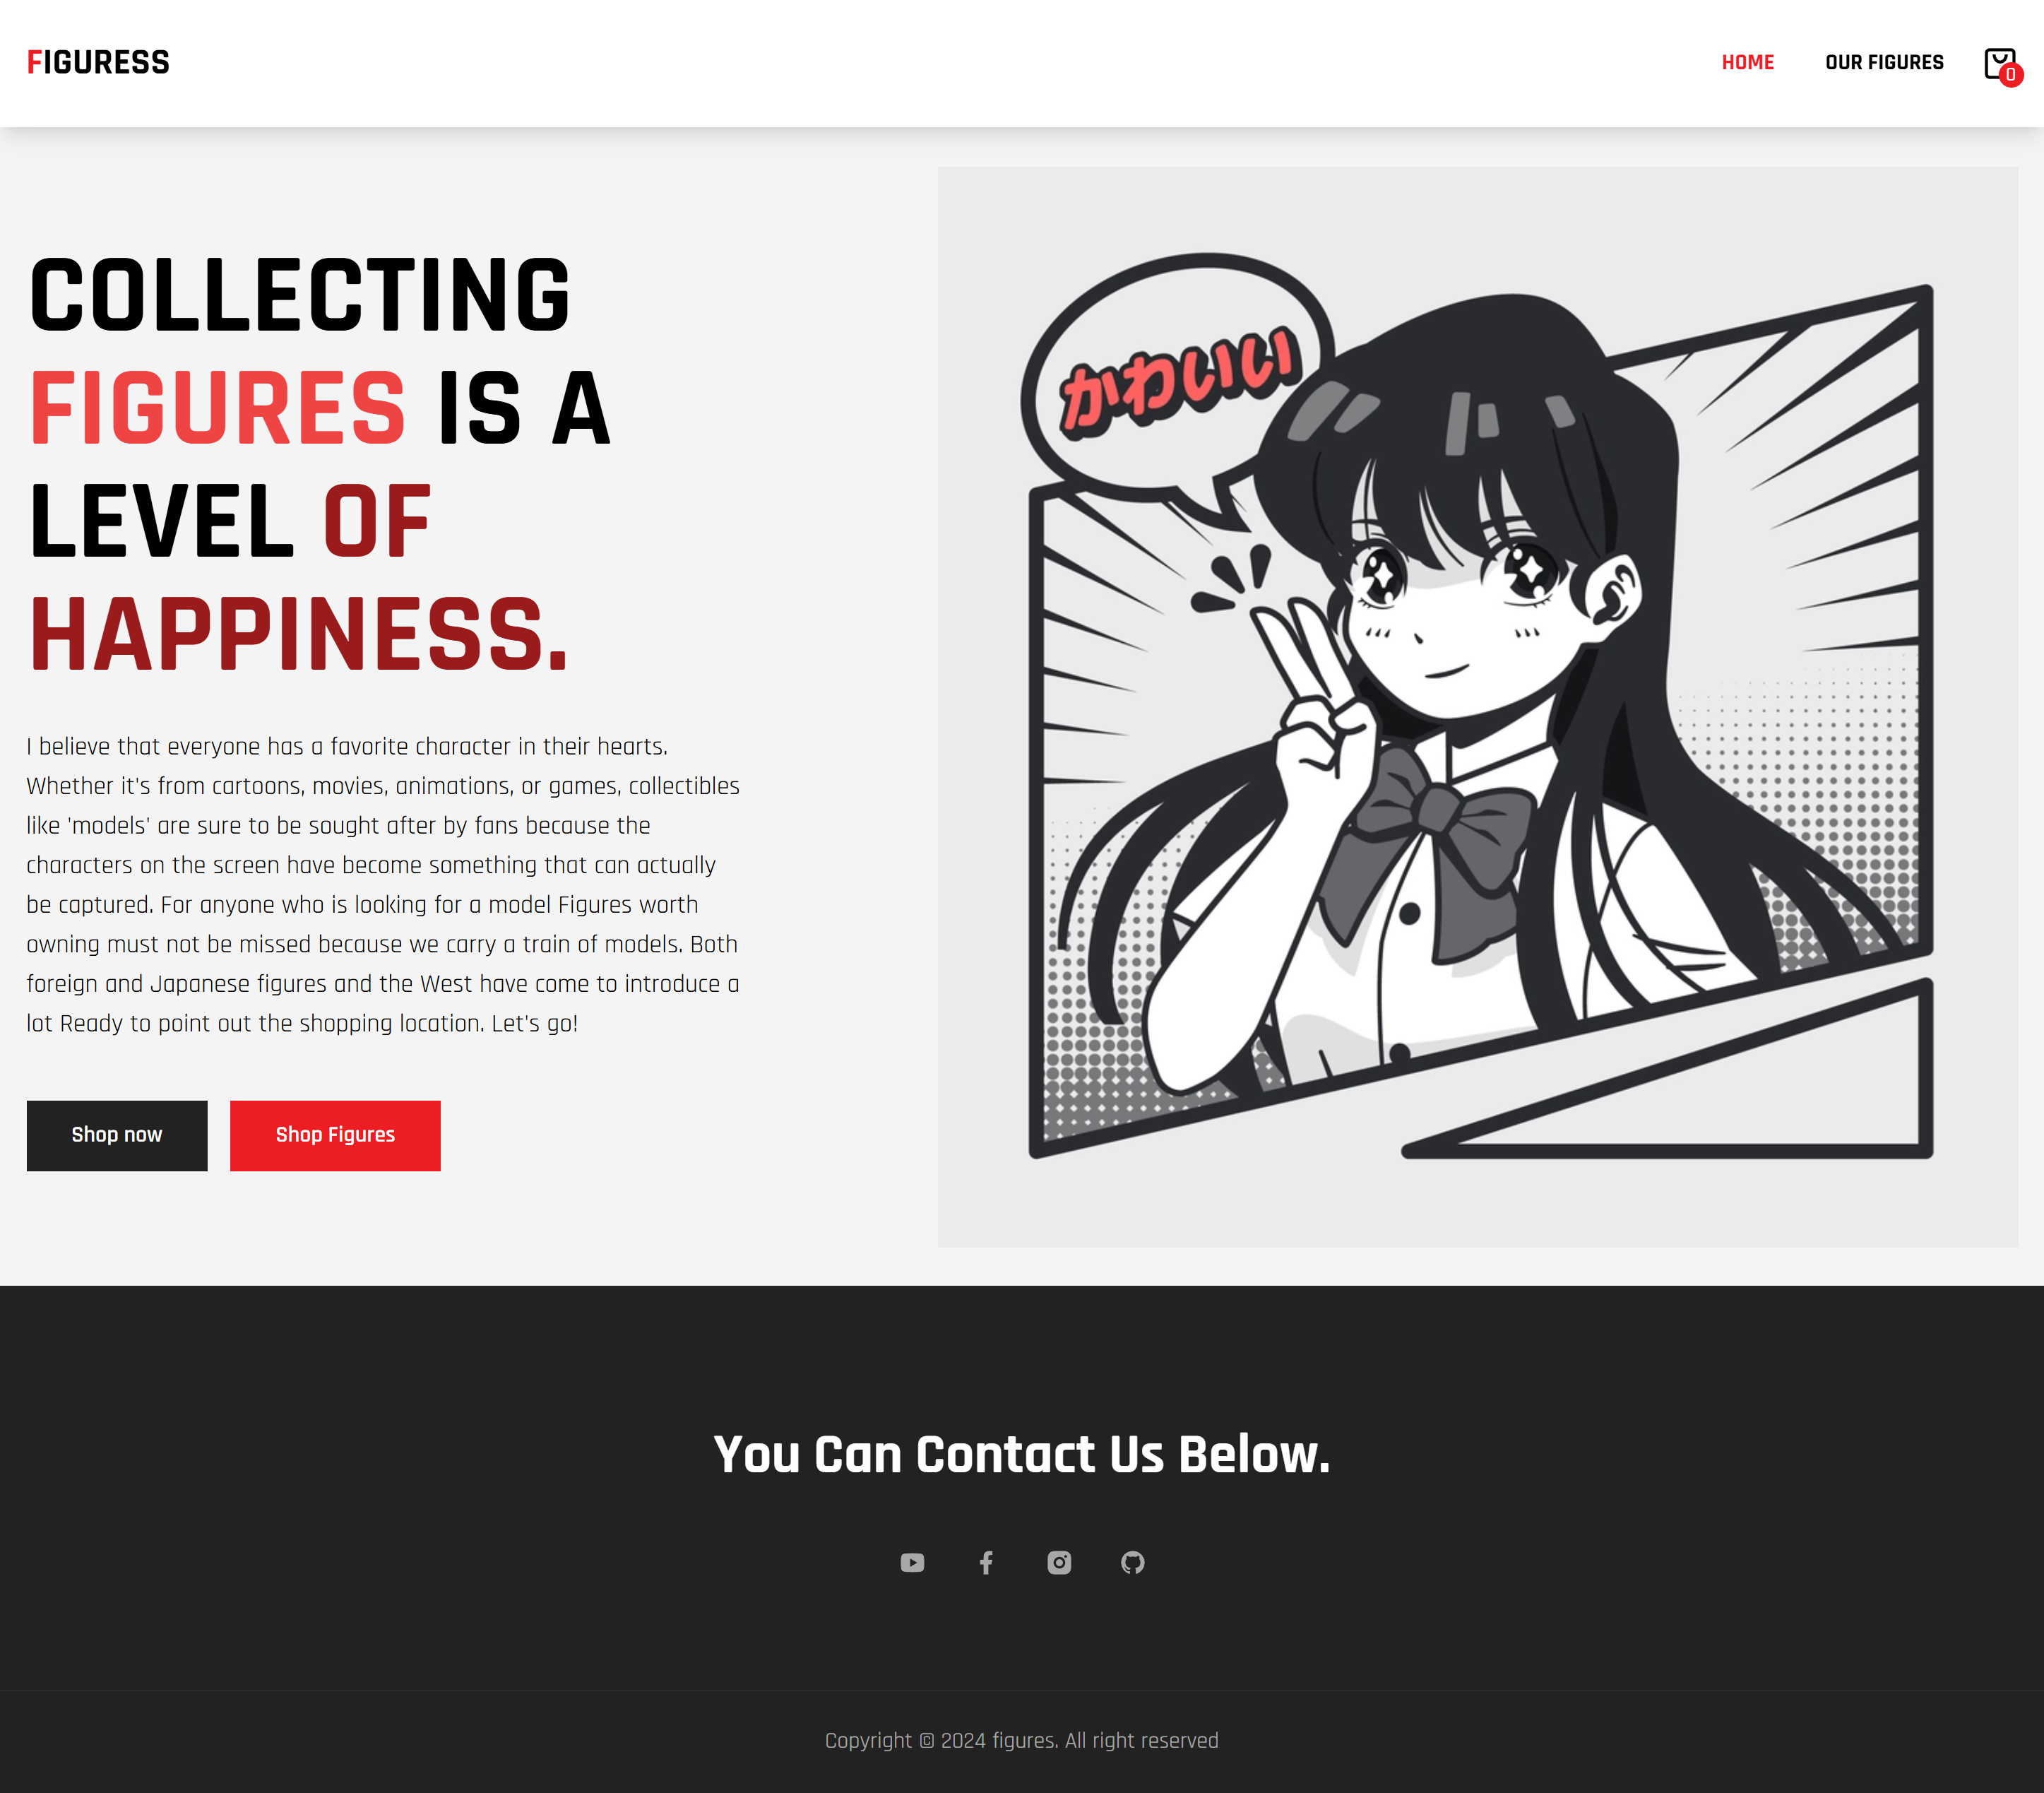 FIGURESS
HOME
OUR FIGURES
0
COLLECTING
FIGURES IS A
LEVEL OF
HAPPINESS.
I believe that everyone has a favorite character in their hearts.
Whether it's from cartoons, movies, animations, or games, collectibles
like 'models' are sure to be sought after by fans because the
characters on the screen have become something that can actually
be captured. For anyone who is looking for a model Figures worth
owning must not be missed because we carry a train of models. Both
foreign and Japanese figures and the West have come to introduce a
lot Ready to point out the shopping location. Let's go!
Shop now
Shop Figures
かわいい
You Can Contact Us Below.
Copyright © 2024 figures. All right reserved